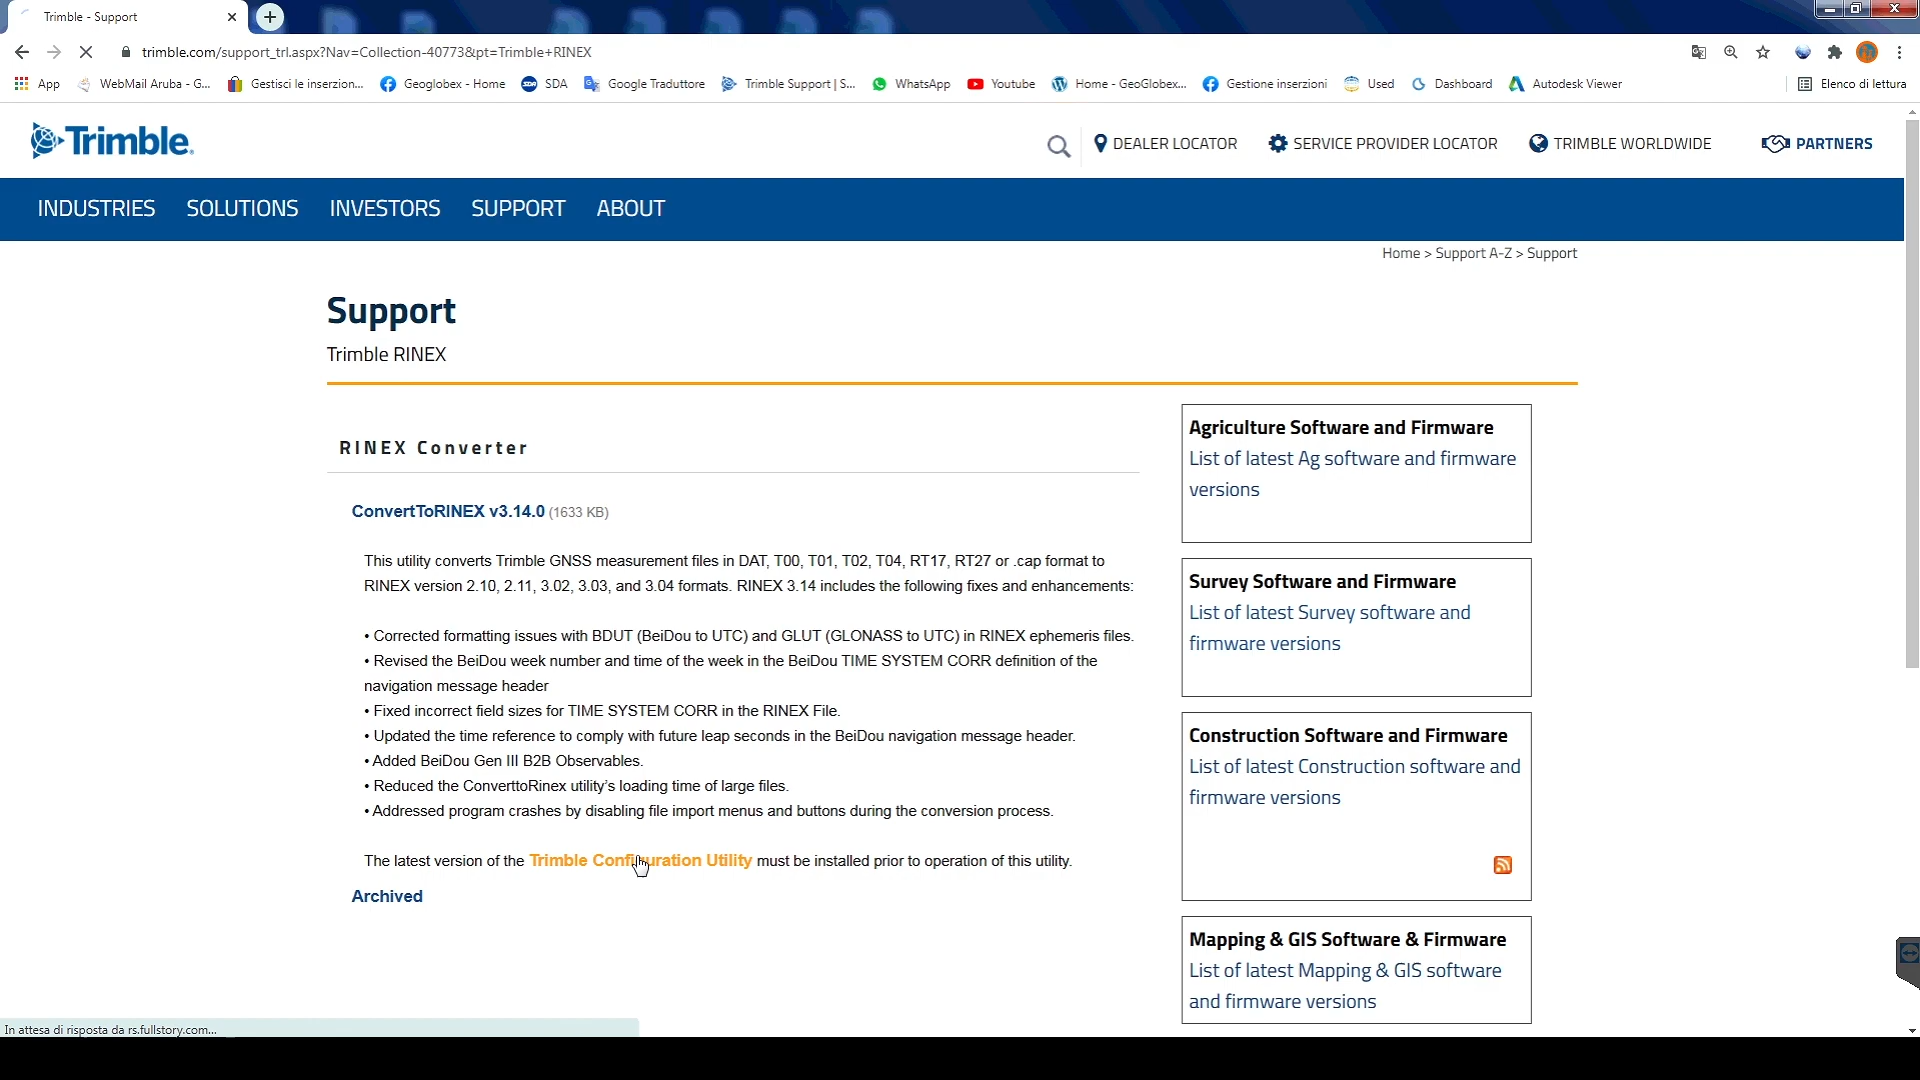 Trimble - Support
trimble.com/support_trl.aspx?Nav=Collection-40773&pt=Trimble+RINEX
App WebMail Aruba - G... Gestisci le inserzion... Geoglobex - Home SDA Google Traduttore Trimble Support | S... WhatsApp Youtube Home - GeoGlobex... Gestione inserzioni Used Dashboard Autodesk Viewer Elenco di lettura
Trimble. DEALER LOCATOR SERVICE PROVIDER LOCATOR TRIMBLE WORLDWIDE PARTNERS
INDUSTRIES SOLUTIONS INVESTORS SUPPORT ABOUT
Home > Support A-Z > Support
Support
Trimble RINEX
RINEX Converter
ConvertToRINEX v3.14.0 (1633 KB)
This utility converts Trimble GNSS measurement files in DAT, T00, T01, T02, T04, RT17, RT27 or .cap format to
RINEX version 2.10, 2.11, 3.02, 3.03, and 3.04 formats. RINEX 3.14 includes the following fixes and enhancements:
• Corrected formatting issues with BDUT (BeiDou to UTC) and GLUT (GLONASS to UTC) in RINEX ephemeris files.
• Revised the BeiDou week number and time of the week in the BeiDou TIME SYSTEM CORR definition of the
navigation message header
• Fixed incorrect field sizes for TIME SYSTEM CORR in the RINEX File.
• Updated the time reference to comply with future leap seconds in the BeiDou navigation message header.
• Added BeiDou Gen III B2B Observables.
• Reduced the ConverttoRinex utility’s loading time of large files.
• Addressed program crashes by disabling file import menus and buttons during the conversion process.
The latest version of the Trimble Configuration Utility must be installed prior to operation of this utility.
Archived
Agriculture Software and Firmware
List of latest Ag software and firmware
versions
Survey Software and Firmware
List of latest Survey software and
firmware versions
Construction Software and Firmware
List of latest Construction software and
firmware versions
Mapping & GIS Software & Firmware
List of latest Mapping & GIS software
and firmware versions
In attesa di risposta da rs.fullstory.com...